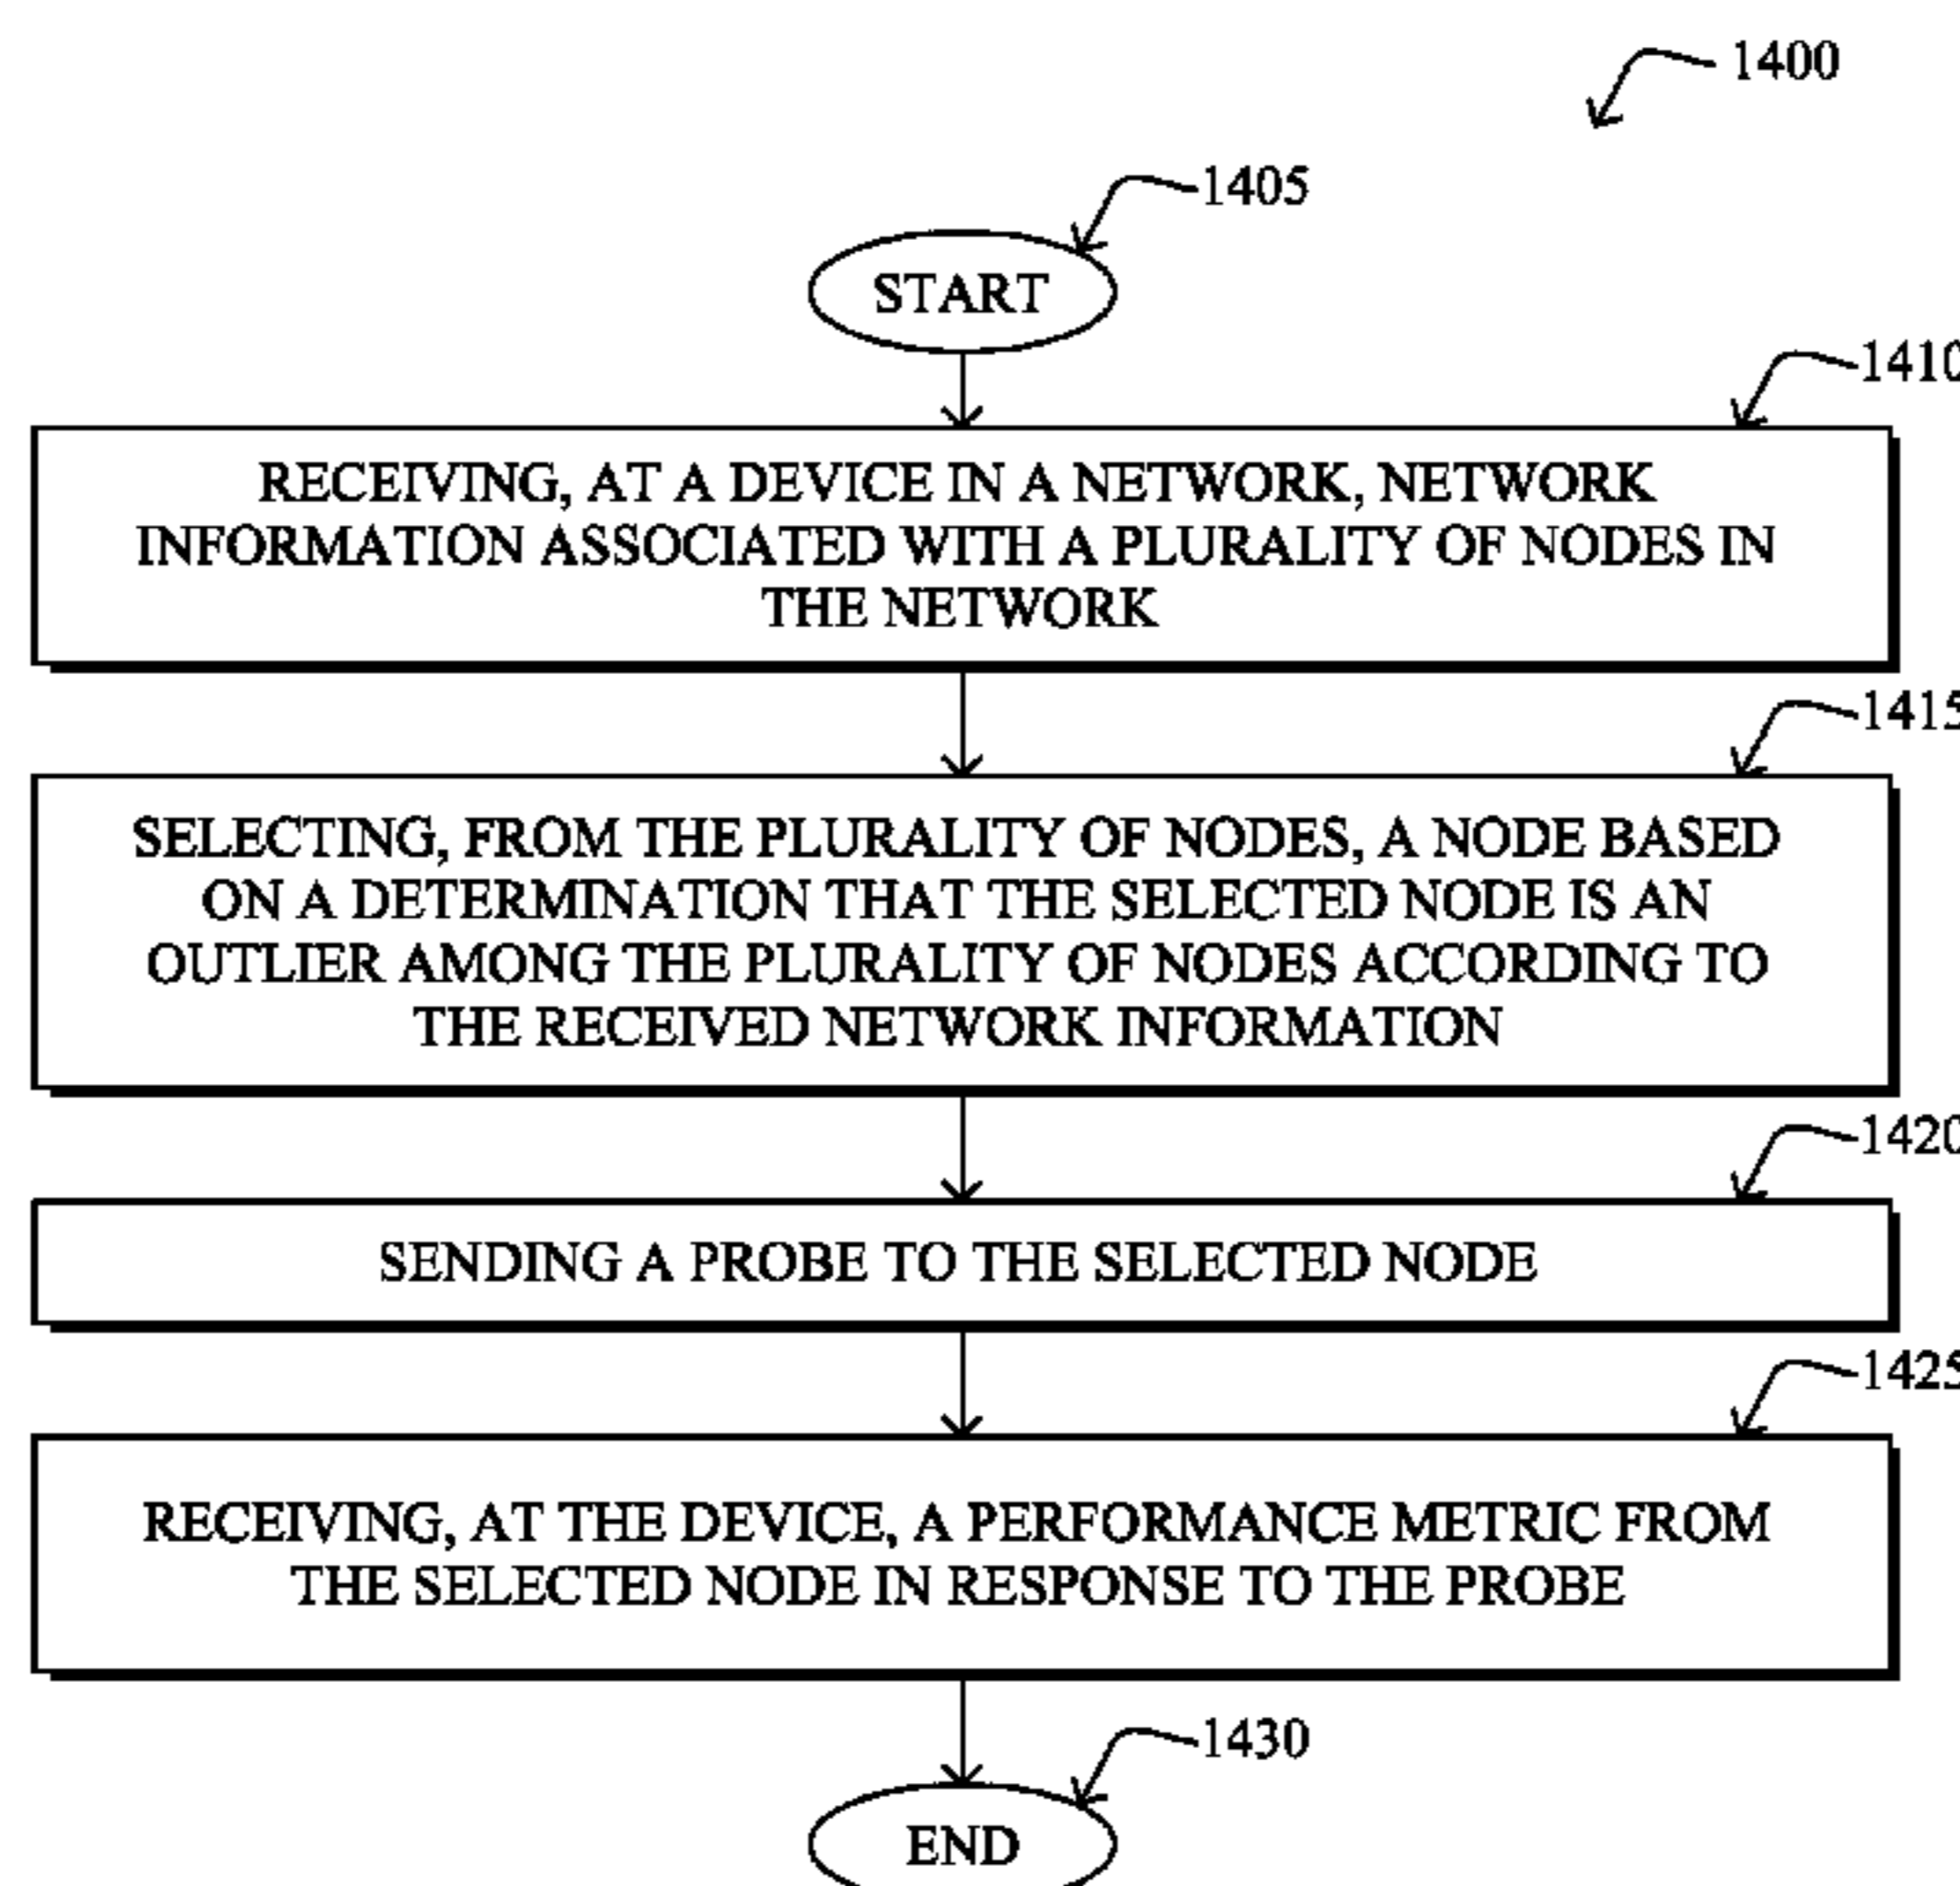 1400
1405
START
1410
RECEIVING, AT A DEVICE IN A NETWORK, NETWORK
INFORMATION ASSOCIATED WITH A PLURALITY OF NODES IN
THE NETWORK
1415
SELECTING, FROM THE PLURALITY OF NODES, A NODE BASED
ON A DETERMINATION THAT THE SELECTED NODE IS AN
OUTLIER AMONG THE PLURALITY OF NODES ACCORDING TO
THE RECEIVED NETWORK INFORMATION
1420
SENDING A PROBE TO THE SELECTED NODE
1425
RECEIVING, AT THE DEVICE, A PERFORMANCE METRIC FROM
THE SELECTED NODE IN RESPONSE TO THE PROBE
1430
END